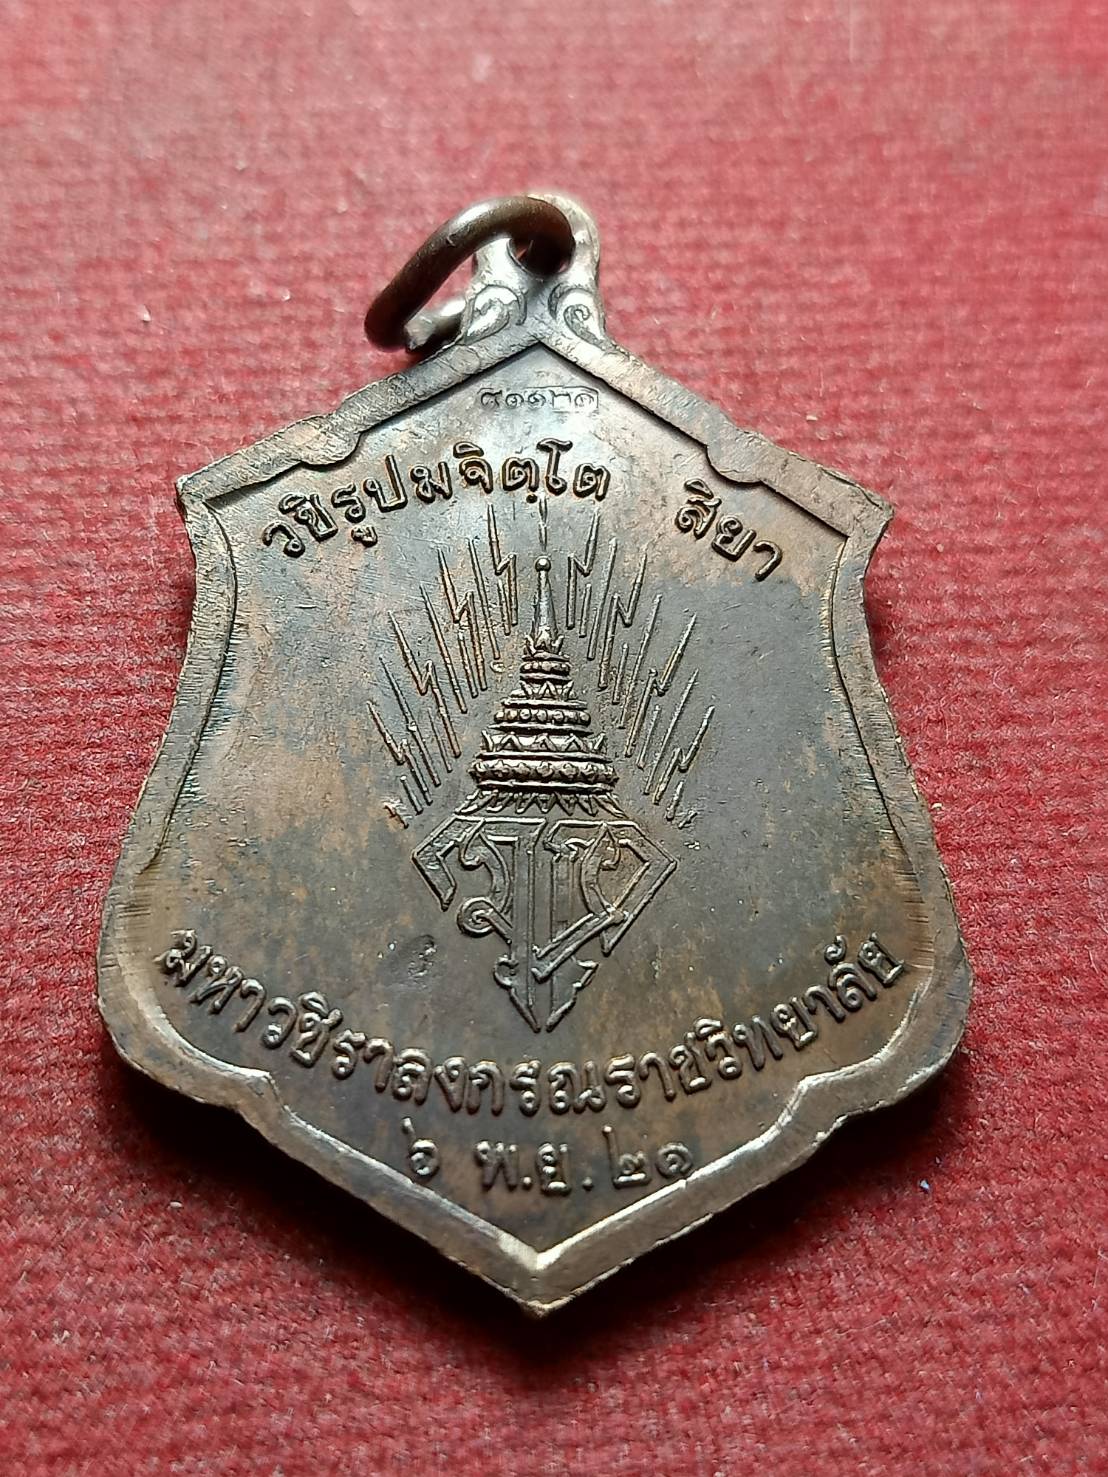 ๘๑๑๒๑
วชิรูปมจิตฺโต สิยา
มหาวชิราลงกรณราชวิทยาลัย
๖ พ.ย. ๒๑